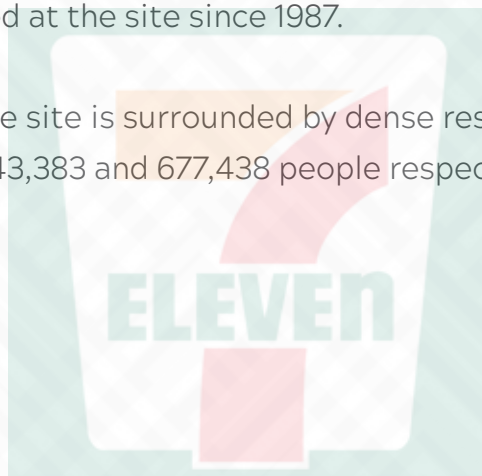 d at the site since 1987.
e site is surrounded by dense res
43,383 and 677,438 people respec
7
ELEVEn